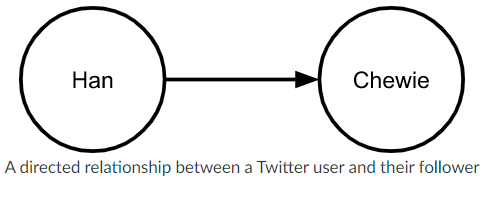 Han
Chewie
A directed relationship between a Twitter user and their follower